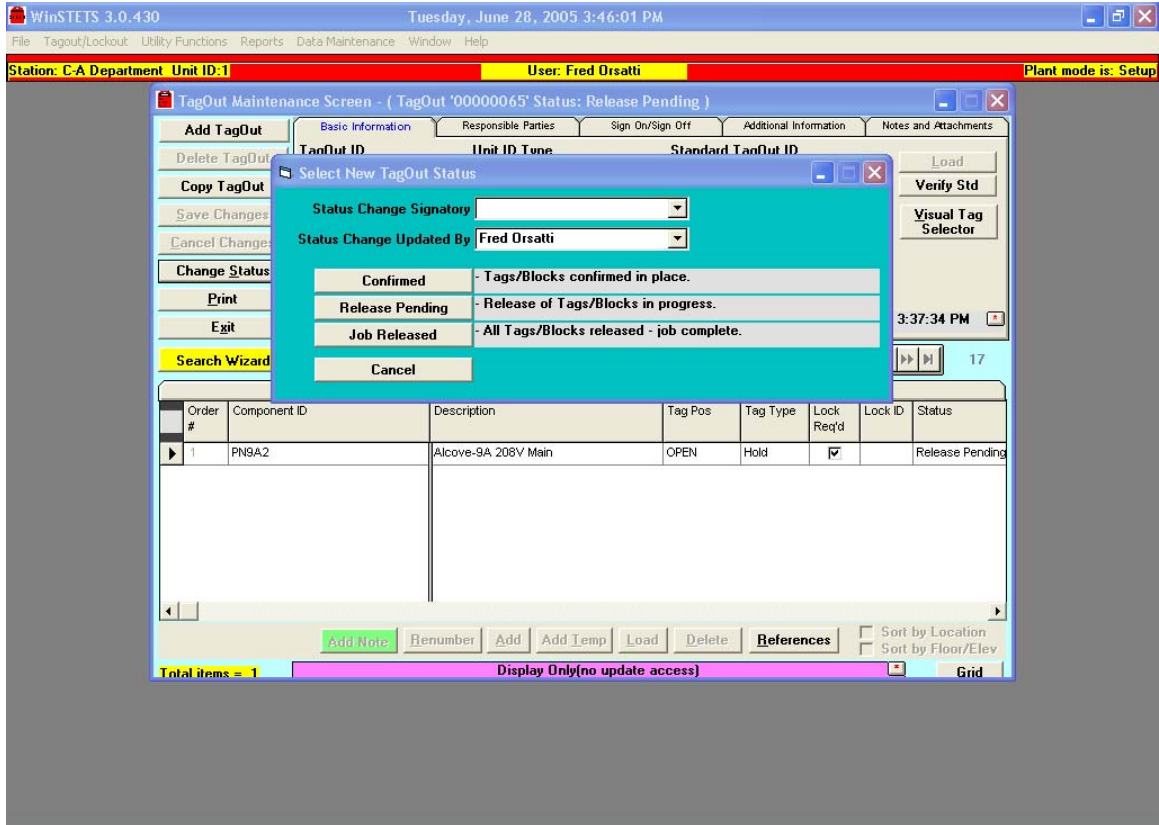 WinSTETS 3.0.430 Tuesday, June 28, 2005 3:46:01 PM
File Tagout/Lockout Utility Functions Reports Data Maintenance Window Help
Station: C-A Department Unit ID:1 User: Fred Orsatti Plant mode is: Setup
TagOut Maintenance Screen - ( TagOut '00000065' Status: Release Pending )
Add TagOut Basic Information Responsible Parties Sign On/Sign Off Additional Information Notes and Attachments
TagOut ID Unit ID Type Standard TagOut ID
Delete TagOut Load
Select New TagOut Status
Copy TagOut Verify Std
Status Change Signatory
Save Changes Visual Tag Selector
Status Change Updated By Fred Orsatti
Cancel Changes
Change Status
Confirmed - Tags/Blocks confirmed in place.
Print Release Pending - Release of Tags/Blocks in progress.
3:37:34 PM
Exit Job Released - All Tags/Blocks released - job complete.
Search Wizard 17
Cancel
Order # Component ID Description Tag Pos Tag Type Lock Req'd Lock ID Status
1 PN9A2 Alcove-9A 208V Main OPEN Hold Release Pending
Add Note Renumber Add Add Temp Load Delete References Sort by Location
Sort by Floor/Elev
Total items = 1 Display Only(no update access) Grid